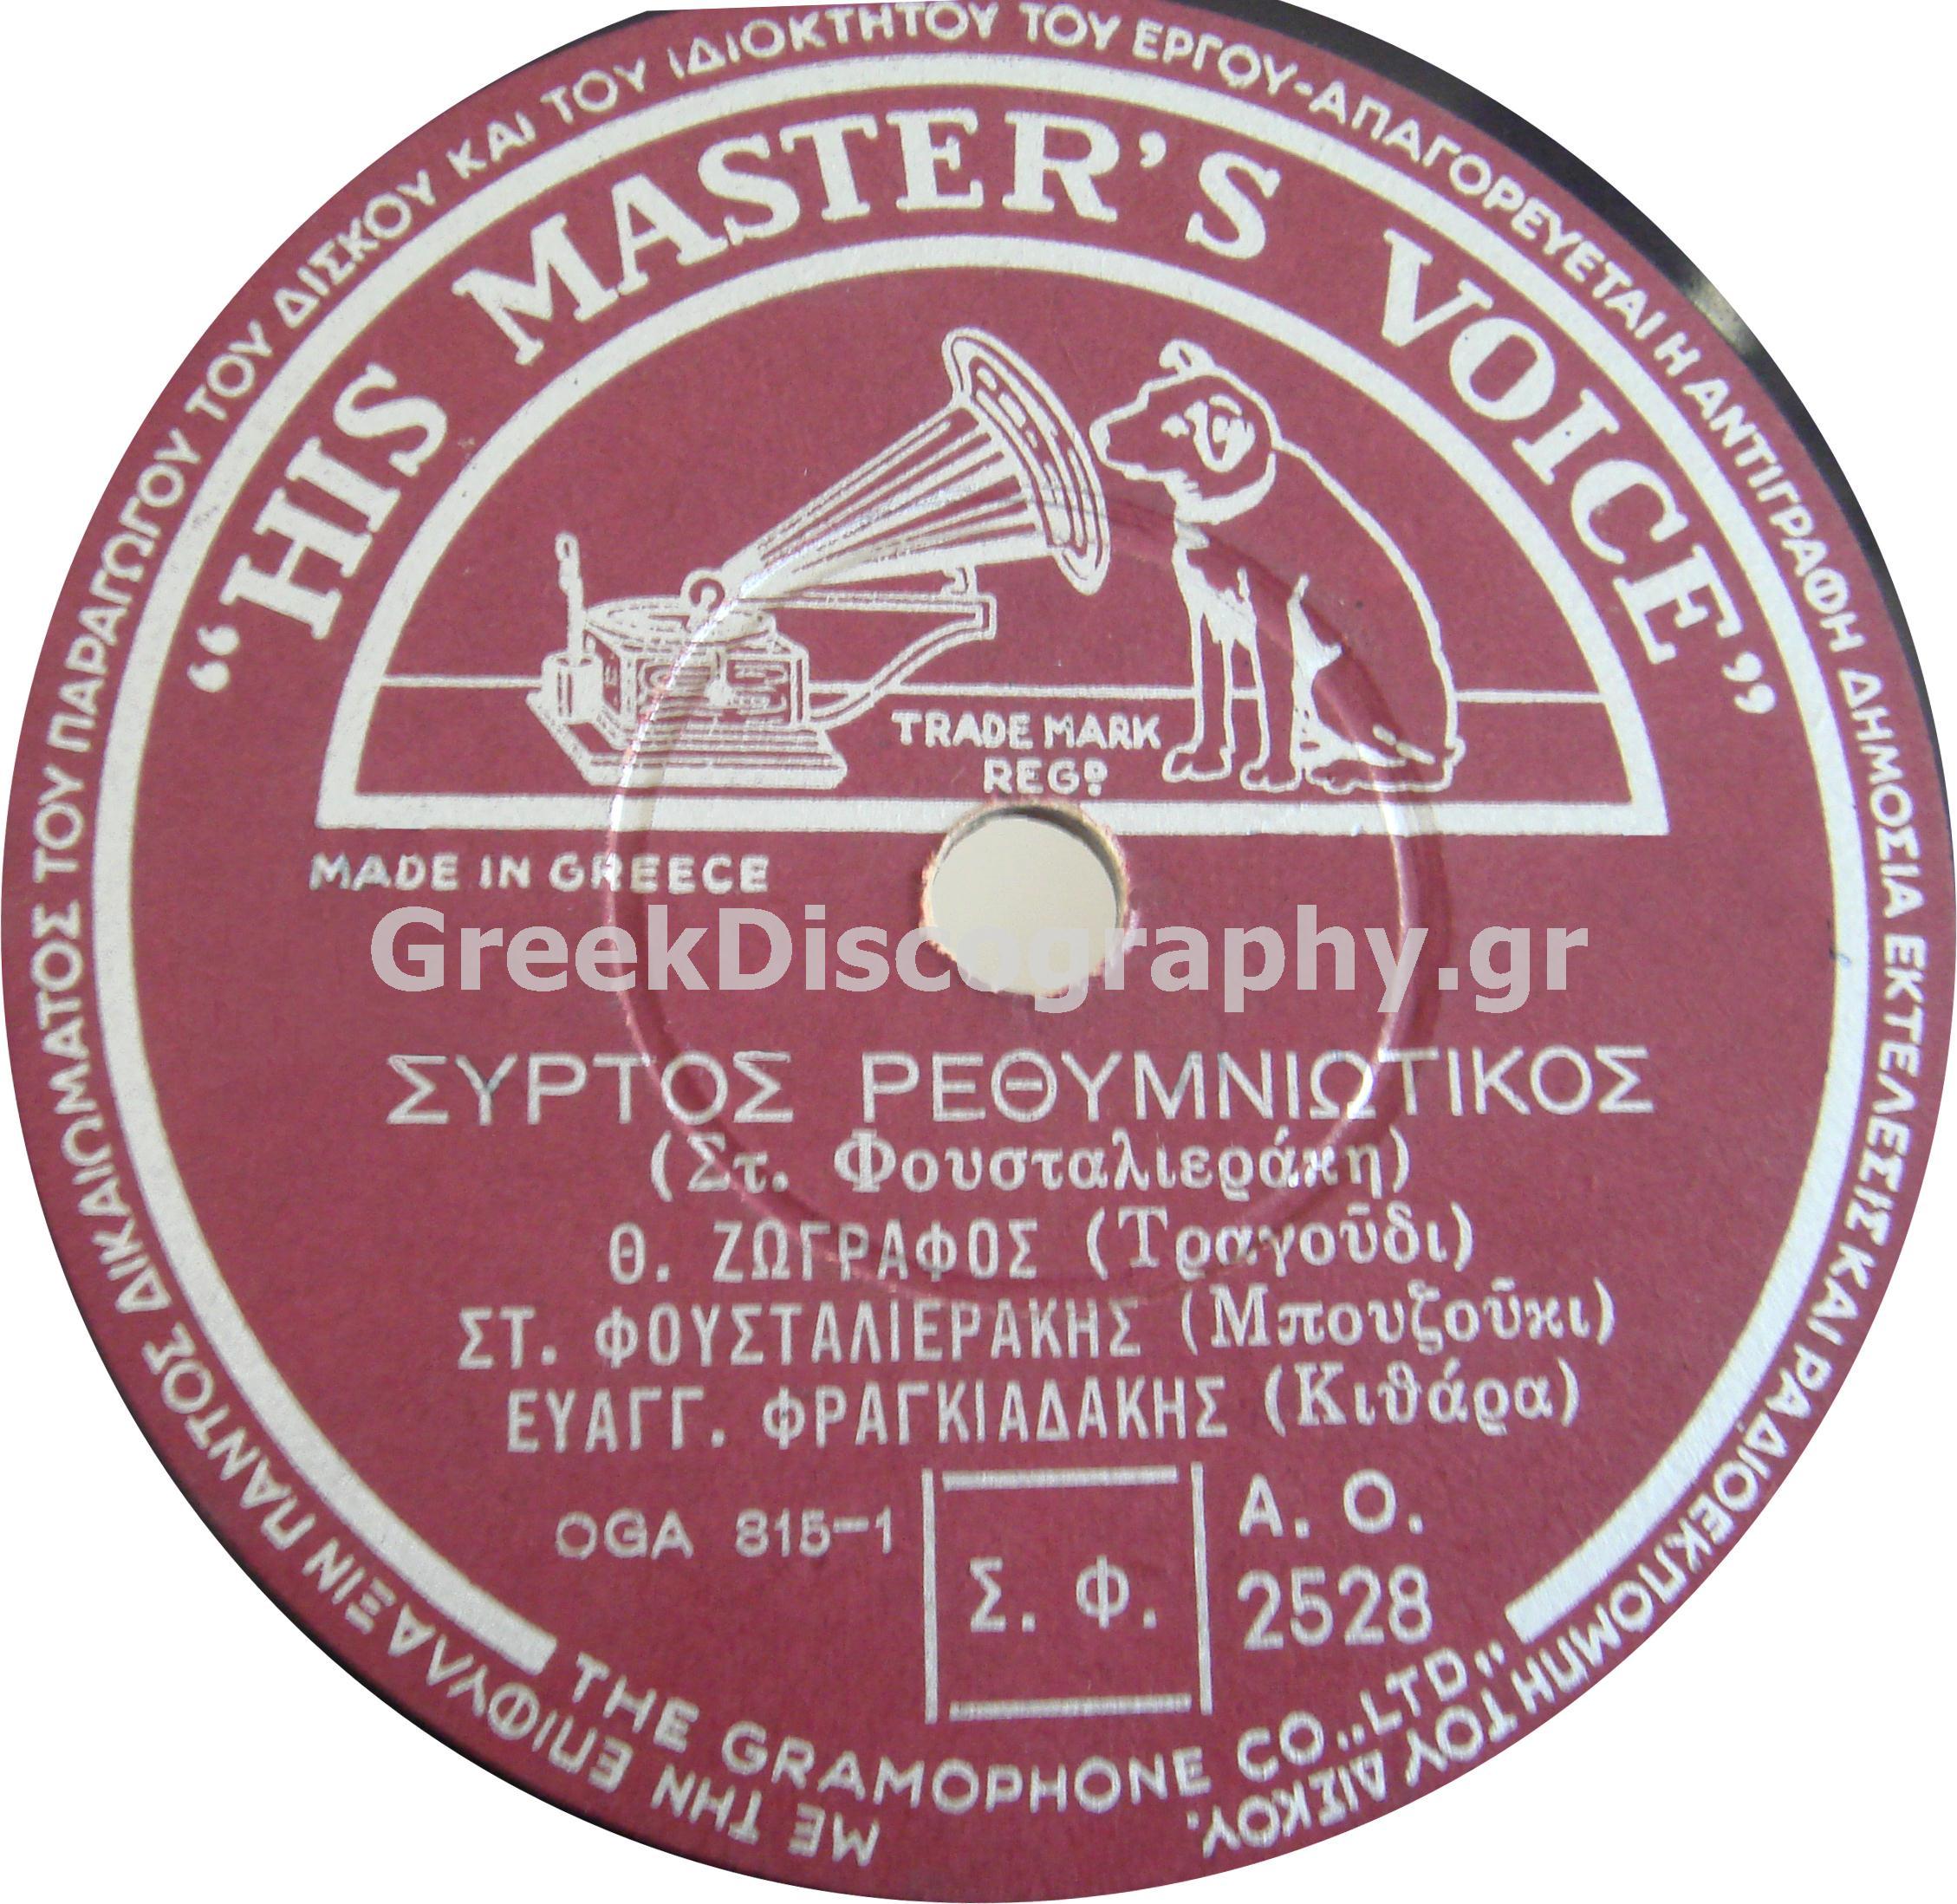 ΜΕ ΤΗΝ ΕΠΙΦΥΛΑΞΙΝ ΠΑΝΤΟΣ ΔΙΚΑΙΩΜΑΤΟΣ ΤΟΥ ΠΑΡΑΓΩΓΟΥ ΤΟΥ ΔΙΣΚΟΥ ΚΑΙ ΤΟΥ ΙΔΙΟΚΤΗΤΟΥ ΤΟΥ ΕΡΓΟΥ-ΑΠΑΓΟΡΕΥΕΤΑΙ Η ΑΝΤΙΓΡΑΦΗ ΔΗΜΟΣΙΑ ΕΚΤΕΛΕΣΙΣ ΚΑΙ ΡΑΔΙΟΕΚΠΟΜΠΗ ΤΟΥ ΔΙΣΚΟΥ.
“HIS MASTER'S VOICE”
TRADE MARK
REGD
MADE IN GREECE
GreekDiscography.gr
ΣΥΡΤΟΣ ΡΕΘΥΜΝΙΩΤΙΚΟΣ
(Στ. Φουσταλιεράκη)
Θ. ΖΩΓΡΑΦΟΣ (Τραγοῦδι)
ΣΤ. ΦΟΥΣΤΑΛΙΕΡΑΚΗΣ (Μπουζοῦκι)
ΕΥΑΓΓ. ΦΡΑΓΚΙΑΔΑΚΗΣ (Κιθάρα)
OGA 815-1
Σ. Φ.
A. O.
2528
THE GRAMOPHONE CO., LTD"